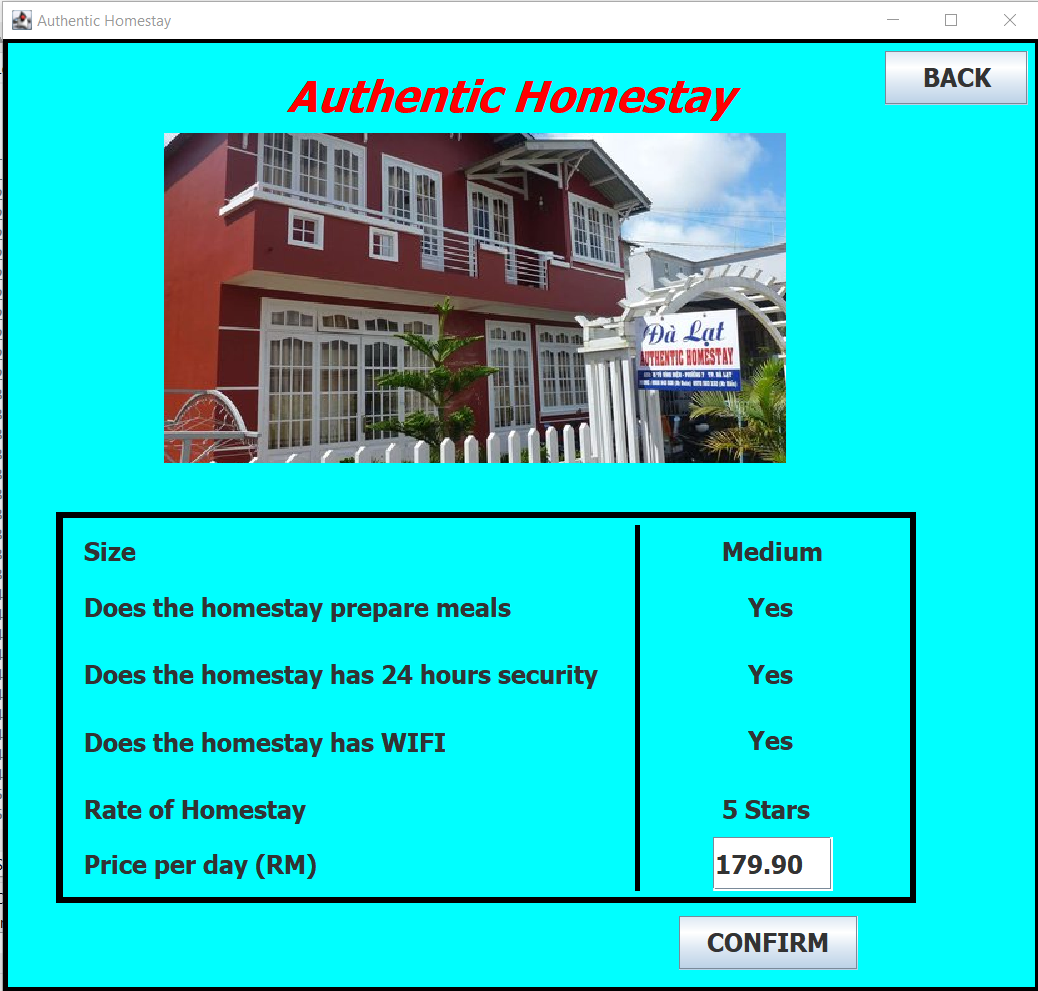 Authentic Homestay
BACK
Authentic Homestay
Đà Lạt
AUTHENTIC HOMESTAY
Size Medium
Does the homestay prepare meals Yes
Does the homestay has 24 hours security Yes
Does the homestay has WIFI Yes
Rate of Homestay 5 Stars
Price per day (RM) 179.90
CONFIRM